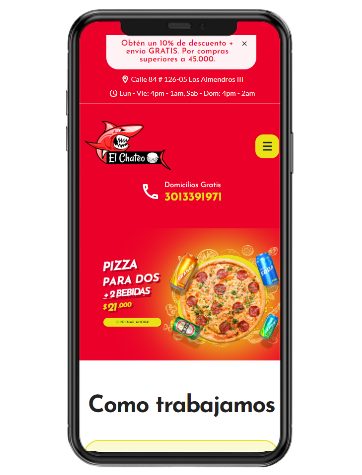 Obtén un 10% de descuento +
envío GRATIS. Por compras
superiores a 45.000.
×
Calle 84 # 126-05 Los Almendros III
Lun - Vie: 4pm - 1am, Sab - Dom: 4pm - 2am
El Chateo
Domicilios Gratis
3013391971
PIZZA
PARA DOS
+ 2 BEBIDAS
$21.000
Como trabajamos